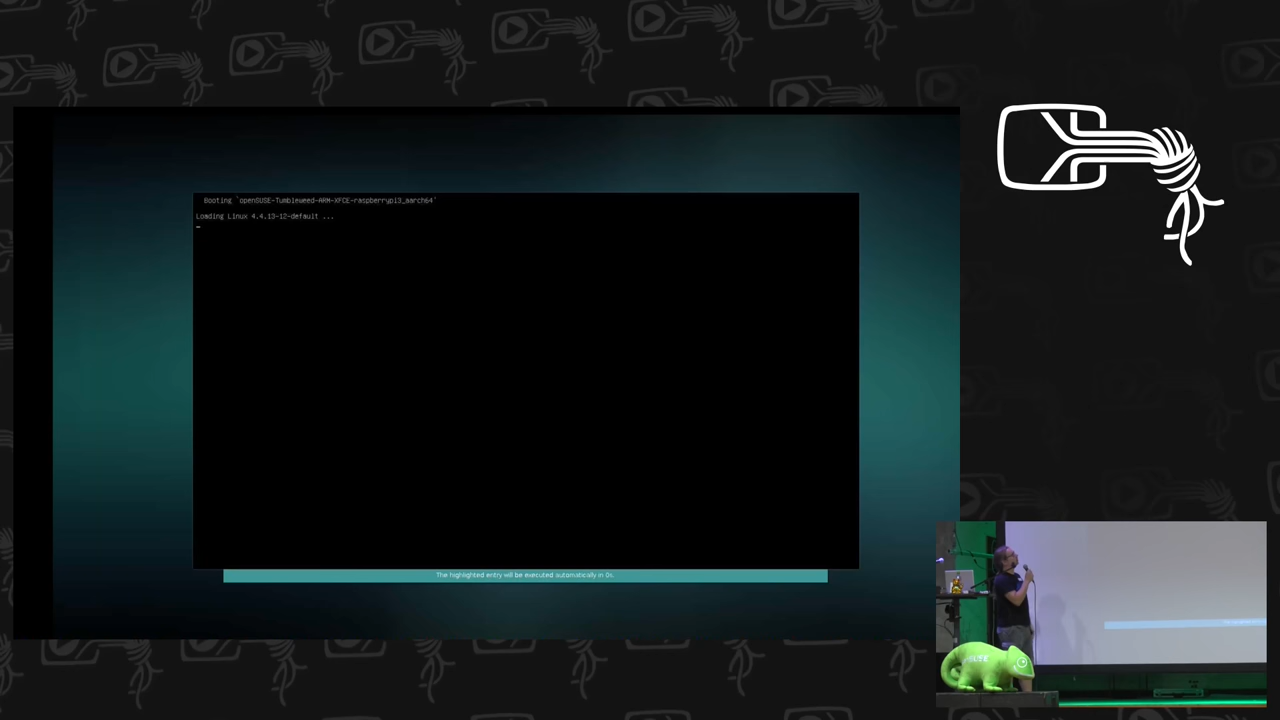 Booting `openSUSE-Tumbleweed-ARM-XFCE-raspberrypi3_aarch64'
Loading Linux 4.4.13-12-default ...
The highlighted entry will be executed automatically in 0s.
SUSE